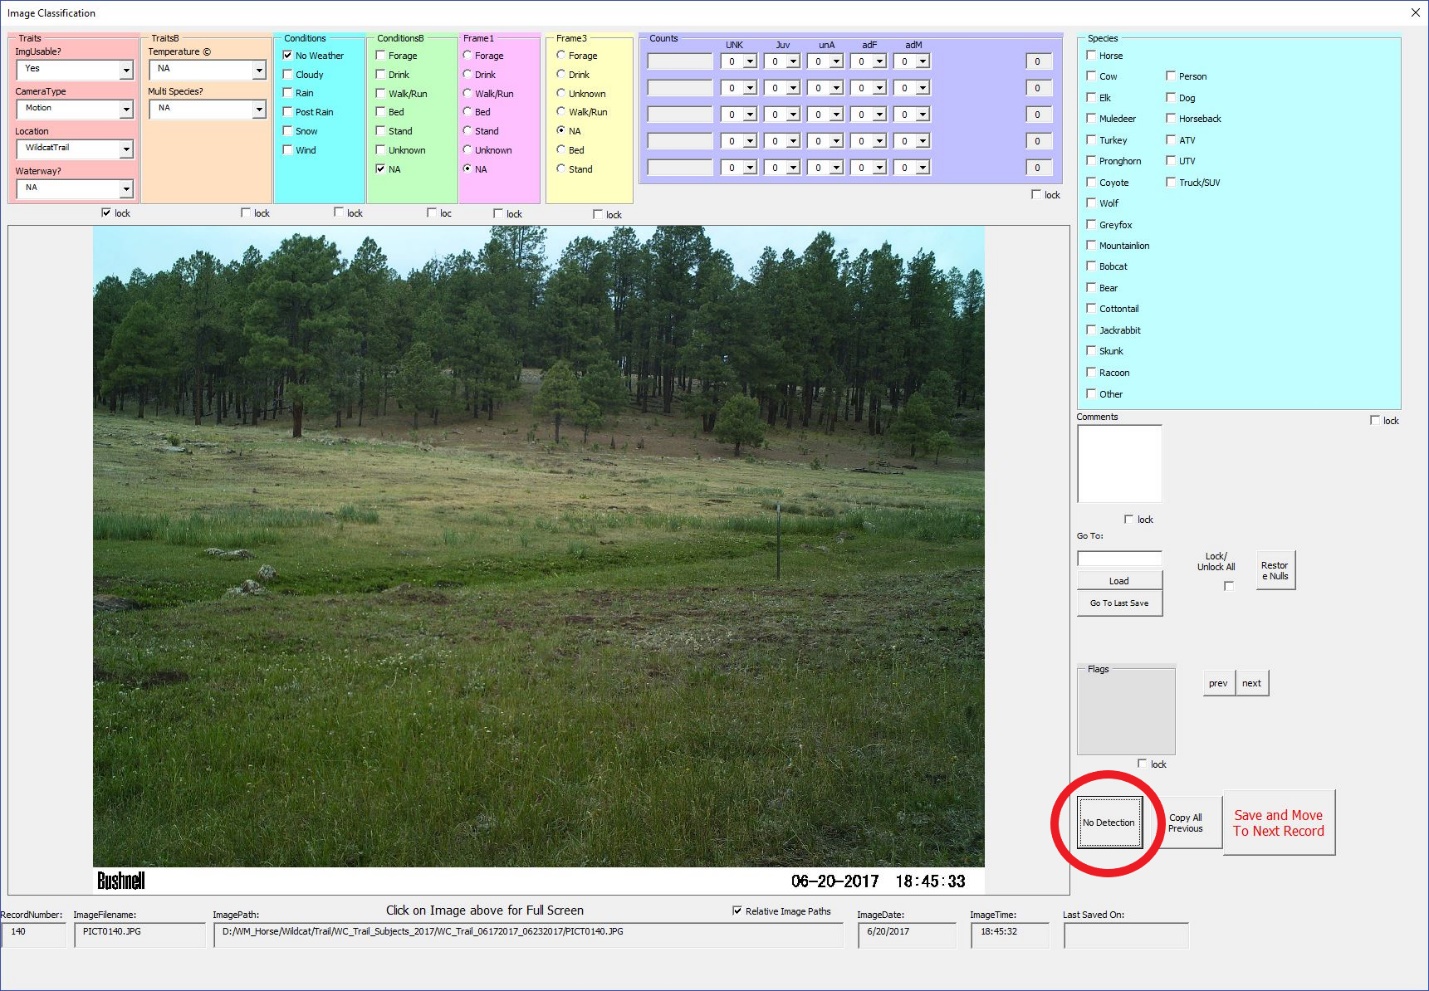 Image Classification
Traits
ImgUsable?
Yes
CameraType
Motion
Location
WildcatTrail
Waterway?
NA
lock
TraitsB
Temperature ©
NA
Multi Species?
NA
lock
Conditions
No Weather
Cloudy
Rain
Post Rain
Snow
Wind
lock
ConditionsB
Forage
Drink
Walk/Run
Bed
Stand
Unknown
NA
loc
Frame1
Forage
Drink
Walk/Run
Bed
Stand
Unknown
NA
lock
Frame3
Forage
Drink
Unknown
Walk/Run
NA
Bed
Stand
lock
Counts
UNK Juv unA adF adM
0 0 0 0 0 0
0 0 0 0 0 0
0 0 0 0 0 0
0 0 0 0 0 0
0 0 0 0 0 0
lock
Species
Horse
Cow
Elk
Muledeer
Turkey
Pronghorn
Coyote
Wolf
Greyfox
Mountainlion
Bobcat
Bear
Cottontail
Jackrabbit
Skunk
Racoon
Other
Person
Dog
Horseback
ATV
UTV
Truck/SUV
lock
Comments
lock
Go To:
Load
Go To Last Save
Lock/
Unlock All
Restor
e Nulls
Flags
lock
prev next
No Detection
Copy All
Previous
Save and Move
To Next Record
Bushnell
06-20-2017 18:45:33
Click on Image above for Full Screen
Relative Image Paths
RecordNumber:
140
ImageFilename:
PICT0140.JPG
ImagePath:
D:/WM_Horse/Wildcat/Trail/WC_Trail_Subjects_2017/WC_Trail_06172017_06232017/PICT0140.JPG
ImageDate:
6/20/2017
ImageTime:
18:45:32
Last Saved On: